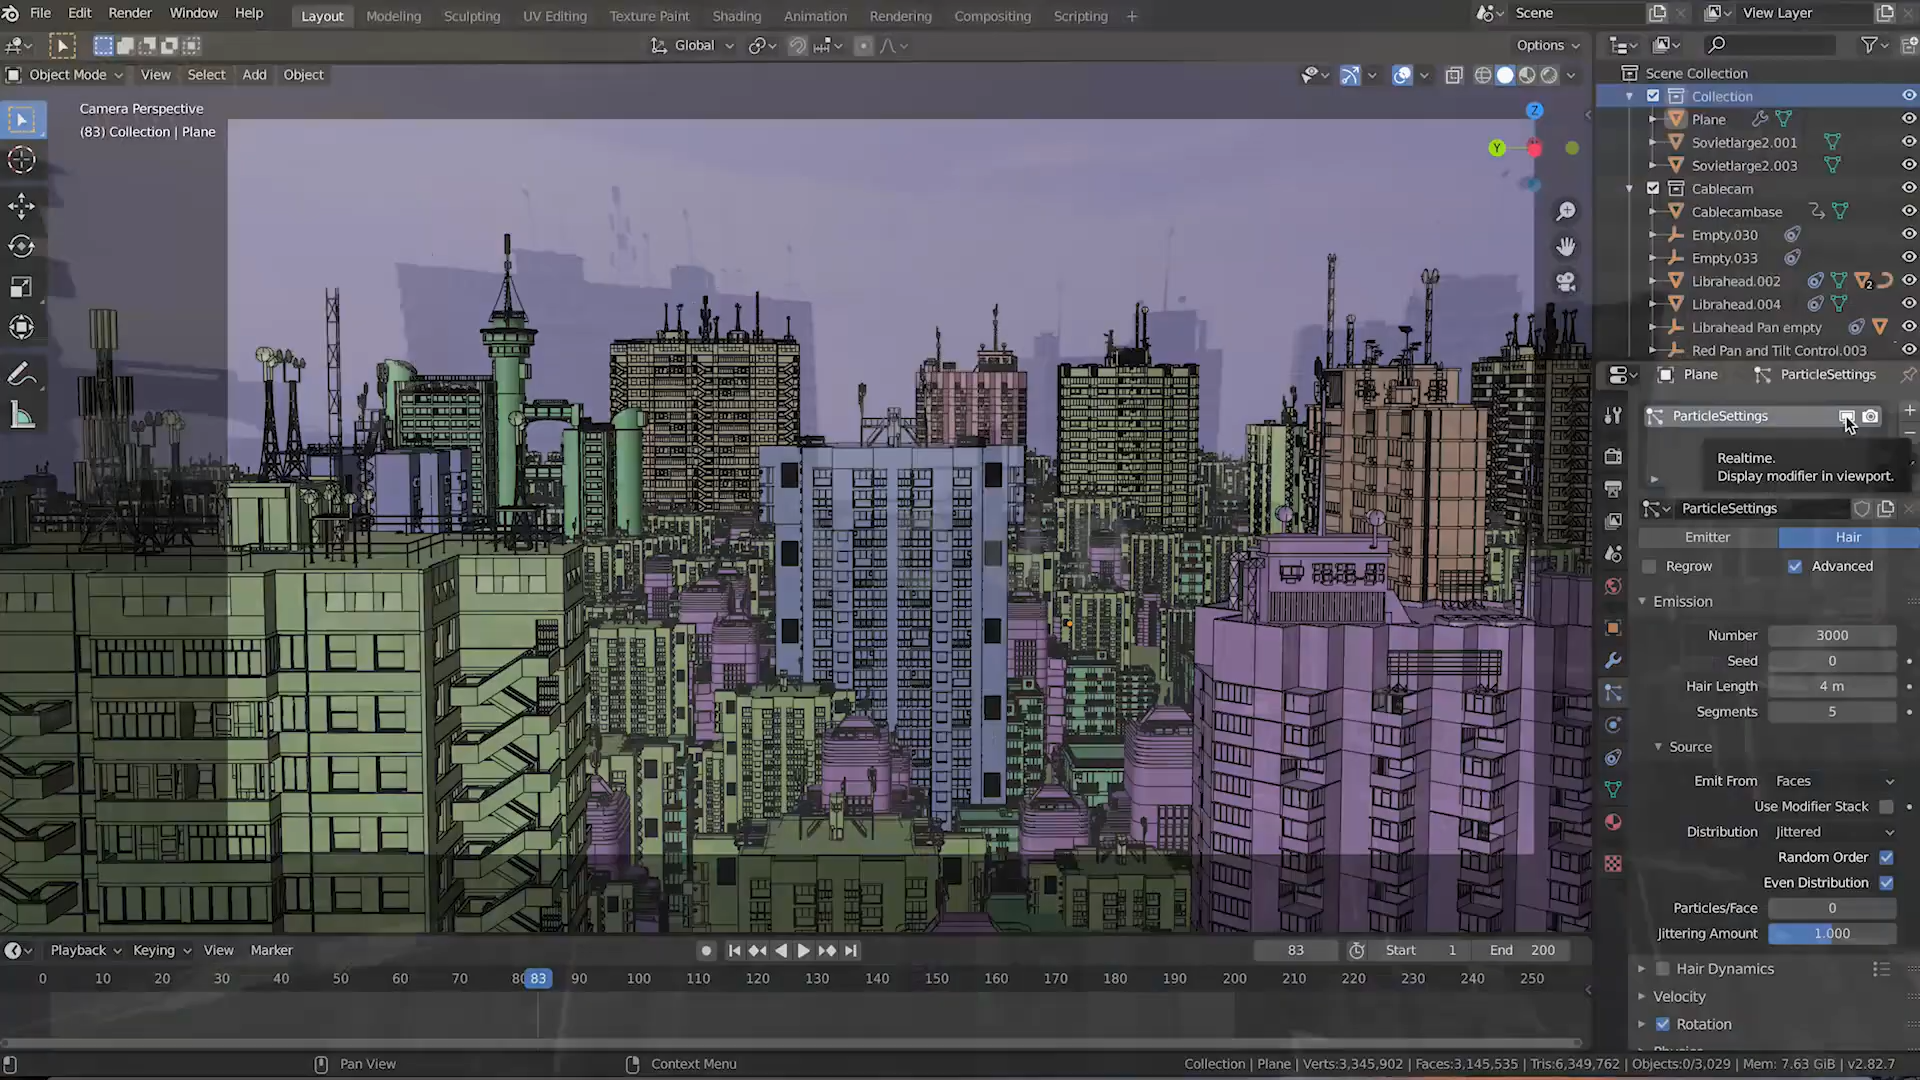 File Edit Render Window Help
Layout Modeling Sculpting UV Editing Texture Paint Shading Animation Rendering Compositing Scripting +
Scene
View Layer
Global
Options
Object Mode View Select Add Object
Camera Perspective
(83) Collection | Plane
Z
Y
Scene Collection
Collection
Plane
Sovietlarge2.001
Sovietlarge2.003
Cablecam
Cablecambase
Empty.030
Empty.033
Librahead.002
2
Librahead.004
Librahead Pan empty
Red Pan and Tilt Control.003
Plane ParticleSettings
ParticleSettings
Realtime.
Display modifier in viewport.
ParticleSettings
Emitter Hair
Regrow Advanced
Emission
Number 3000
Seed 0
Hair Length 4 m
Segments 5
Source
Emit From Faces
Use Modifier Stack
Distribution Jittered
Random Order
Even Distribution
Particles/Face 0
Jittering Amount 1.000
Hair Dynamics
Velocity
Rotation
Playback Keying View Marker
83 Start 1 End 200
0 10 20 30 40 50 60 70 80 83 90 100 110 120 130 140 150 160 170 180 190 200 210 220 230 240 250
Pan View Context Menu
Collection | Plane | Verts:3,345,902 | Faces:3,145,535 | Tris:6,349,762 | Objects:0/3,029 | Mem: 7.63 GiB | v2.82.7